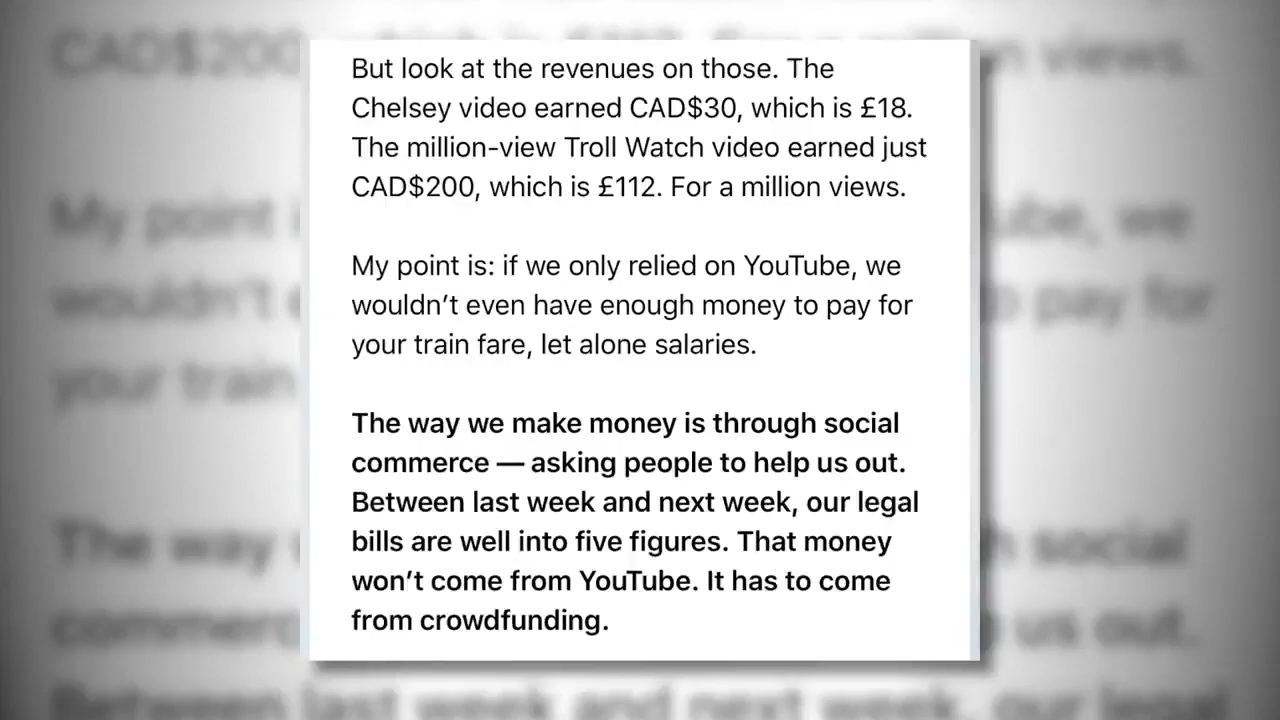 But look at the revenues on those. The
Chelsey video earned CAD$30, which is £18.
The million-view Troll Watch video earned just
CAD$200, which is £112. For a million views.
My point is: if we only relied on YouTube, we
wouldn’t even have enough money to pay for
your train fare, let alone salaries.
The way we make money is through social
commerce — asking people to help us out.
Between last week and next week, our legal
bills are well into five figures. That money
won’t come from YouTube. It has to come
from crowdfunding.